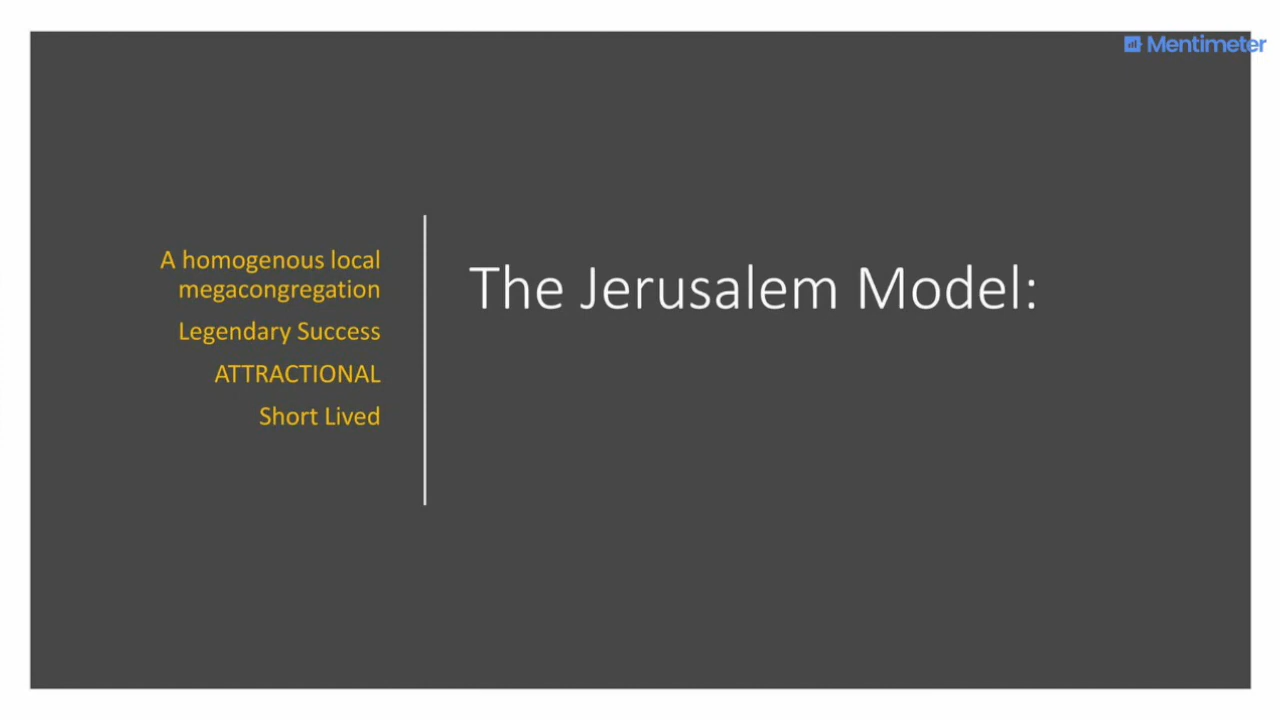 Mentimeter
A homogenous local
megacongregation
Legendary Success
ATTRACTIONAL
Short Lived
The Jerusalem Model: